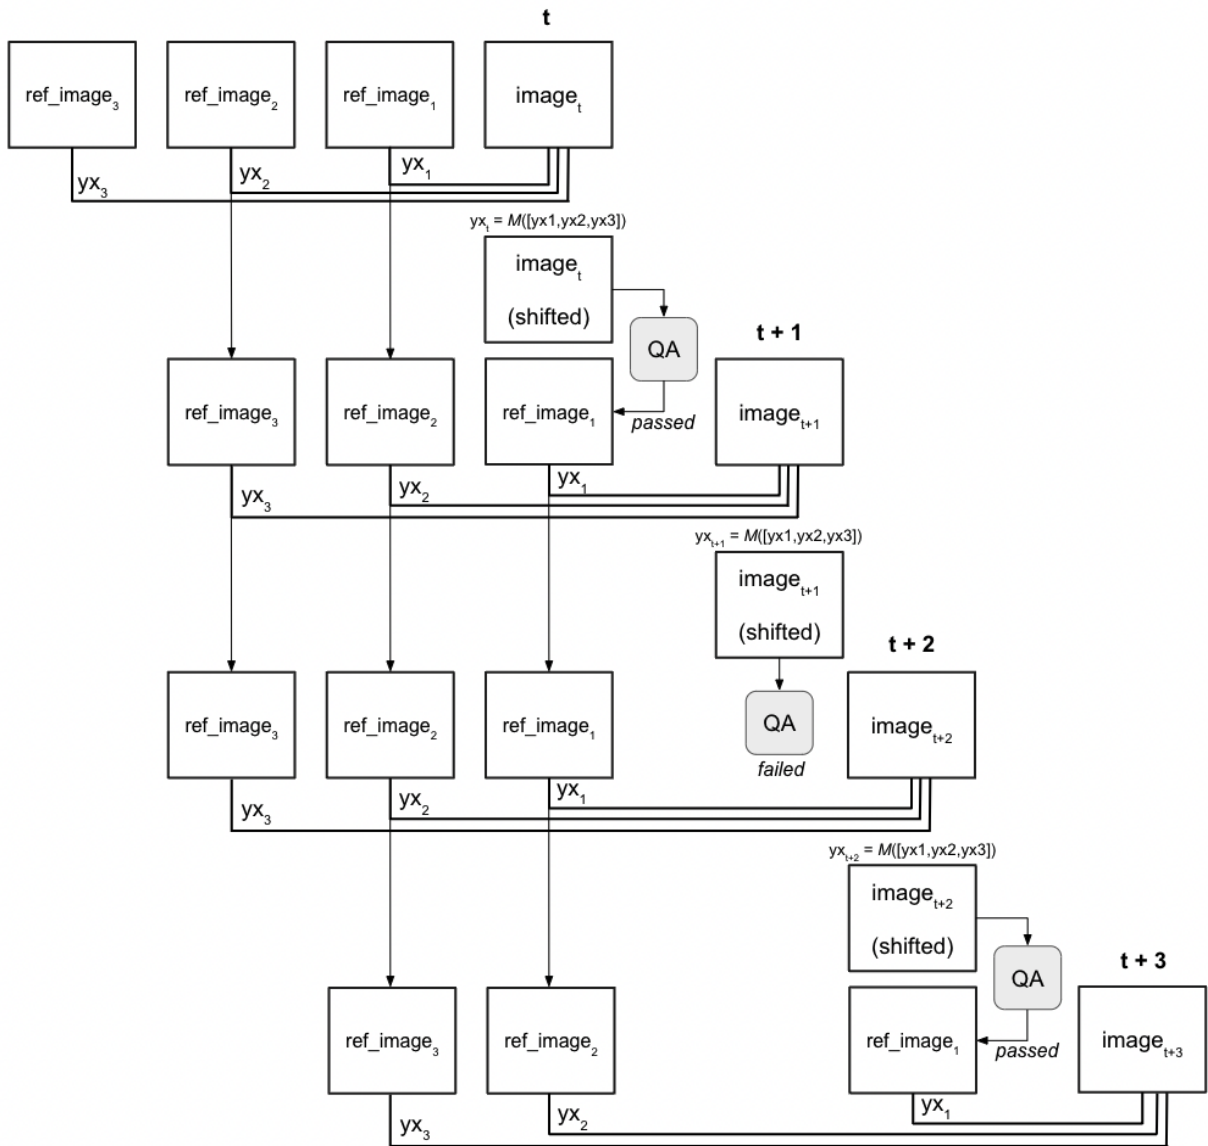 t
ref_image3
ref_image2
ref_image1
imaget
yx3
yx2
yx1
yxt = M([yx1,yx2,yx3])
imaget
(shifted)
QA
passed
t + 1
ref_image3
ref_image2
ref_image1
imaget+1
yx3
yx2
yx1
yxt+1 = M([yx1,yx2,yx3])
imaget+1
(shifted)
QA
failed
t + 2
ref_image3
ref_image2
ref_image1
imaget+2
yx3
yx2
yx1
yxt+2 = M([yx1,yx2,yx3])
imaget+2
(shifted)
QA
passed
t + 3
ref_image3
ref_image2
ref_image1
imaget+3
yx3
yx2
yx1